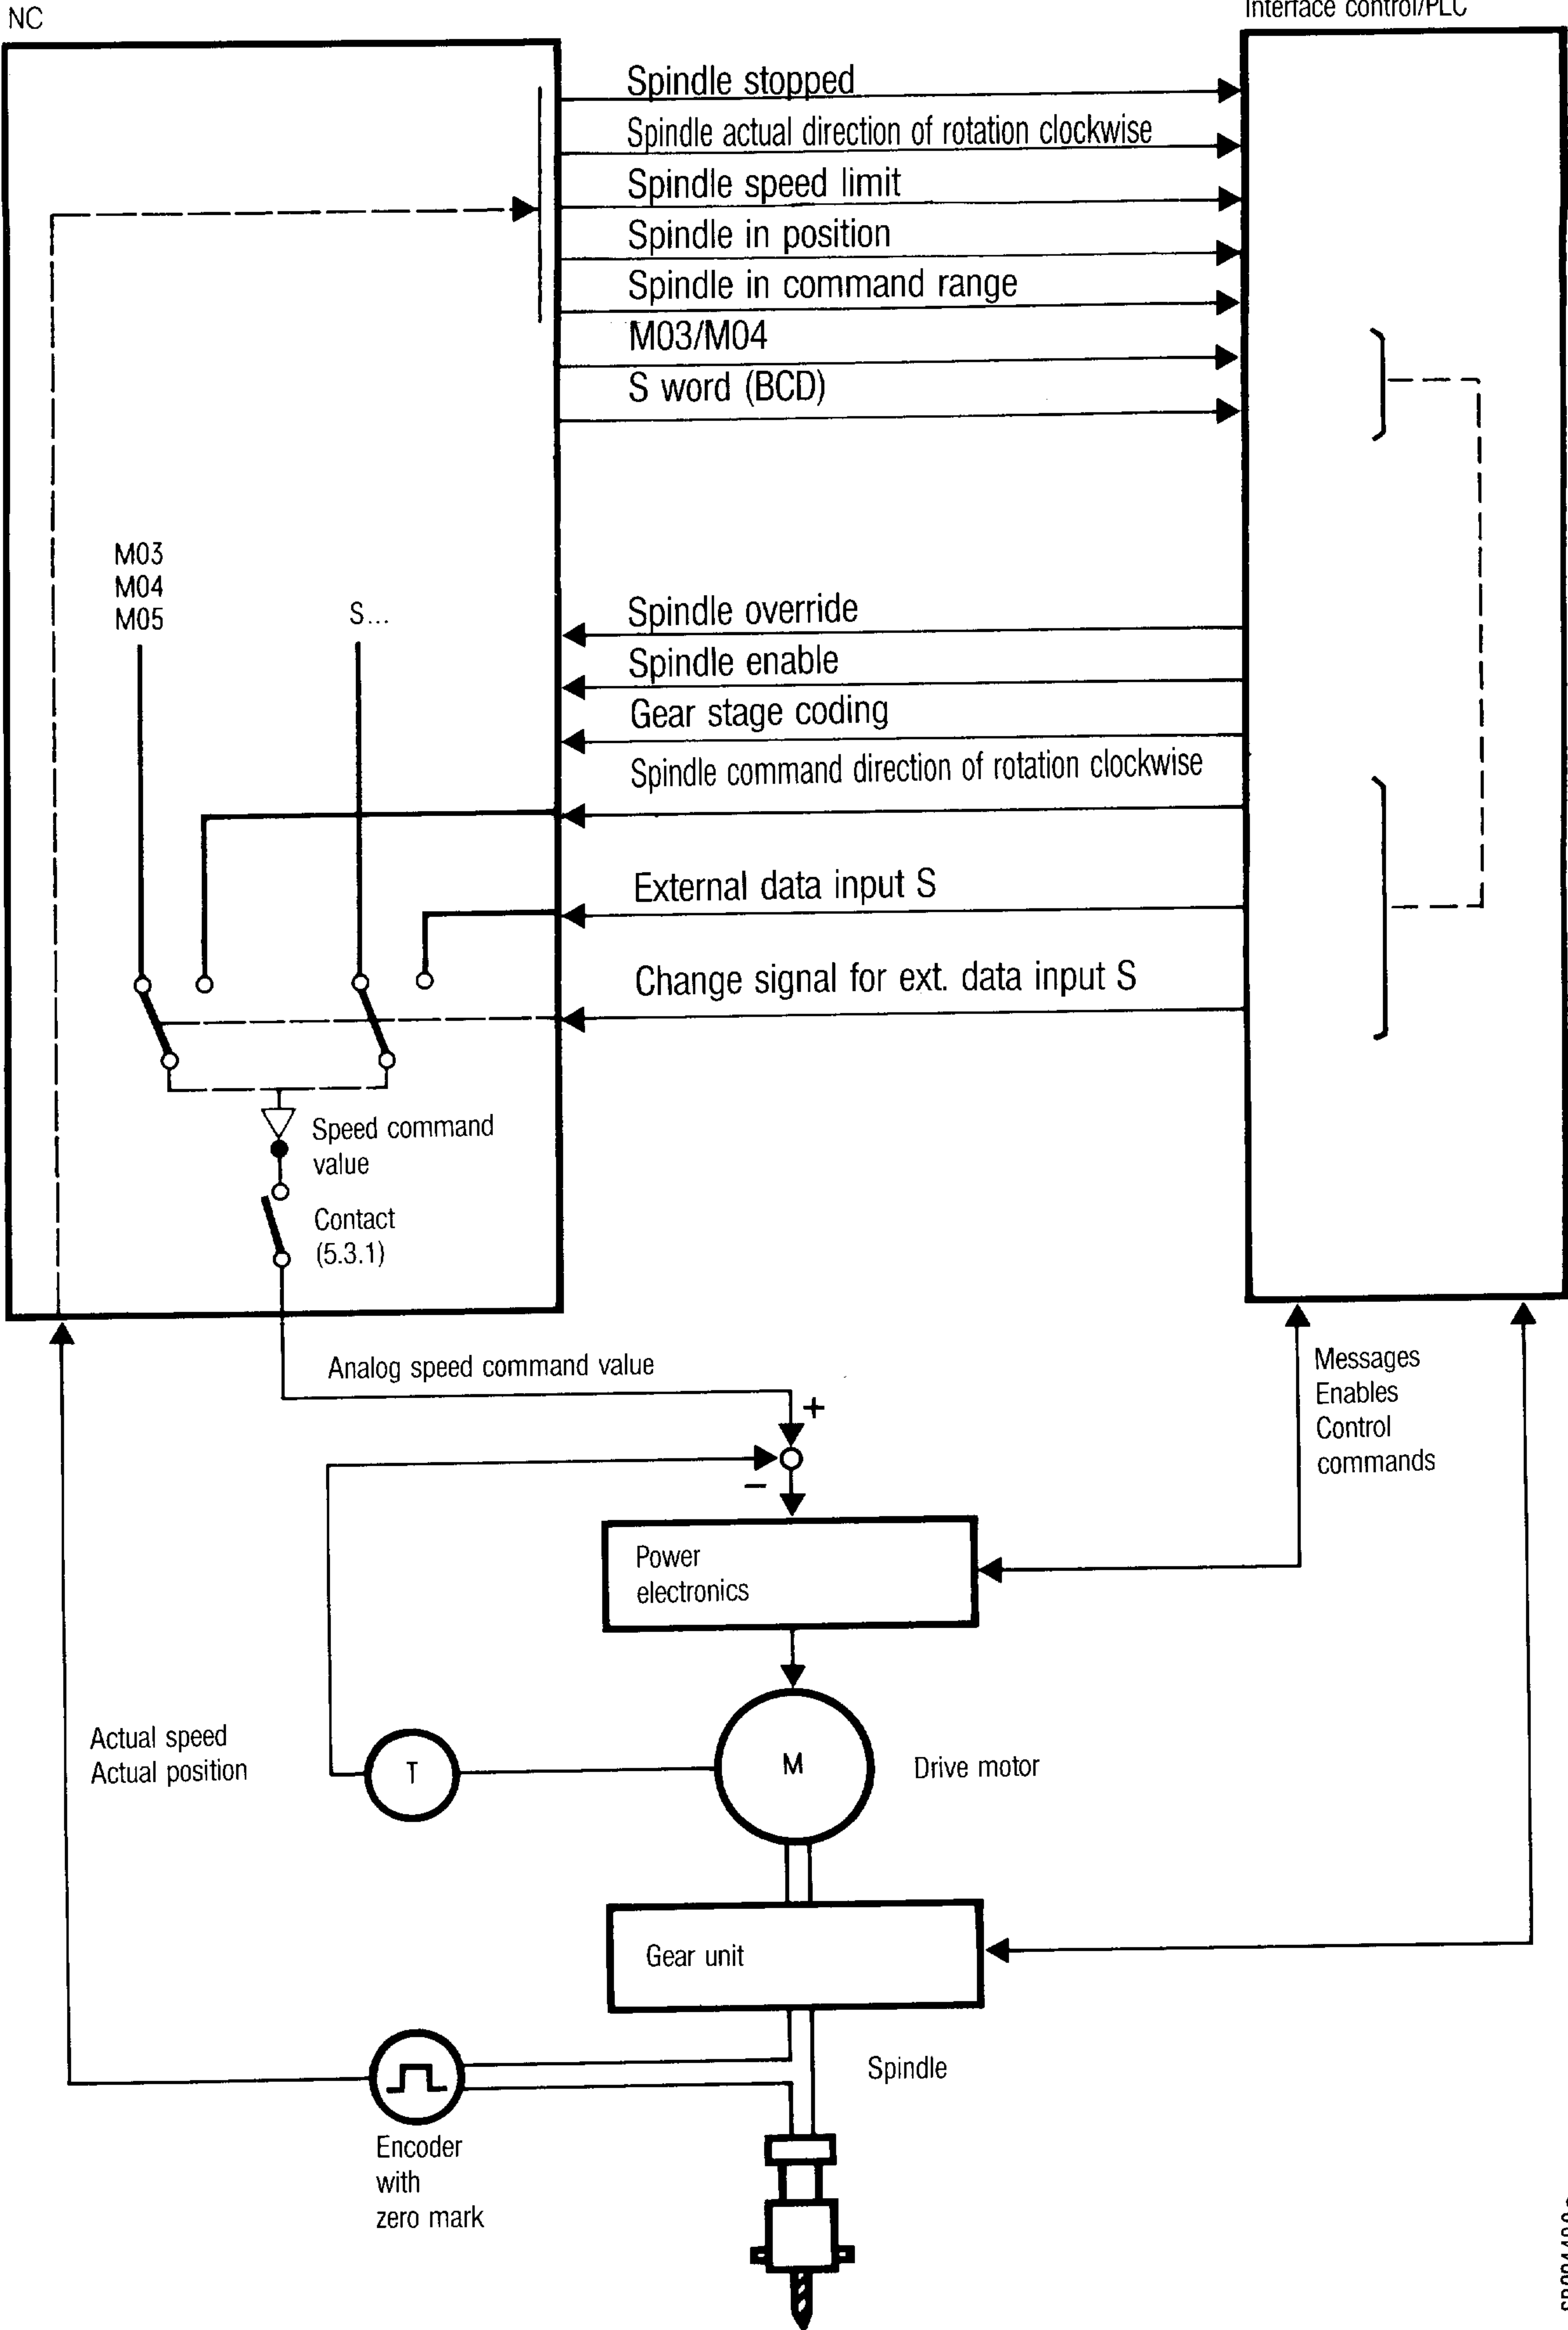 NC
Interface control/PLC
Spindle stopped
Spindle actual direction of rotation clockwise
Spindle speed limit
Spindle in position
Spindle in command range
M03/M04
S word (BCD)
M03
M04
M05
S...
Spindle override
Spindle enable
Gear stage coding
Spindle command direction of rotation clockwise
External data input S
Change signal for ext. data input S
Speed command
value
Contact
(5.3.1)
Analog speed command value
+
−
Messages
Enables
Control
commands
Power
electronics
Actual speed
Actual position
T
M
Drive motor
Gear unit
Spindle
Encoder
with
zero mark